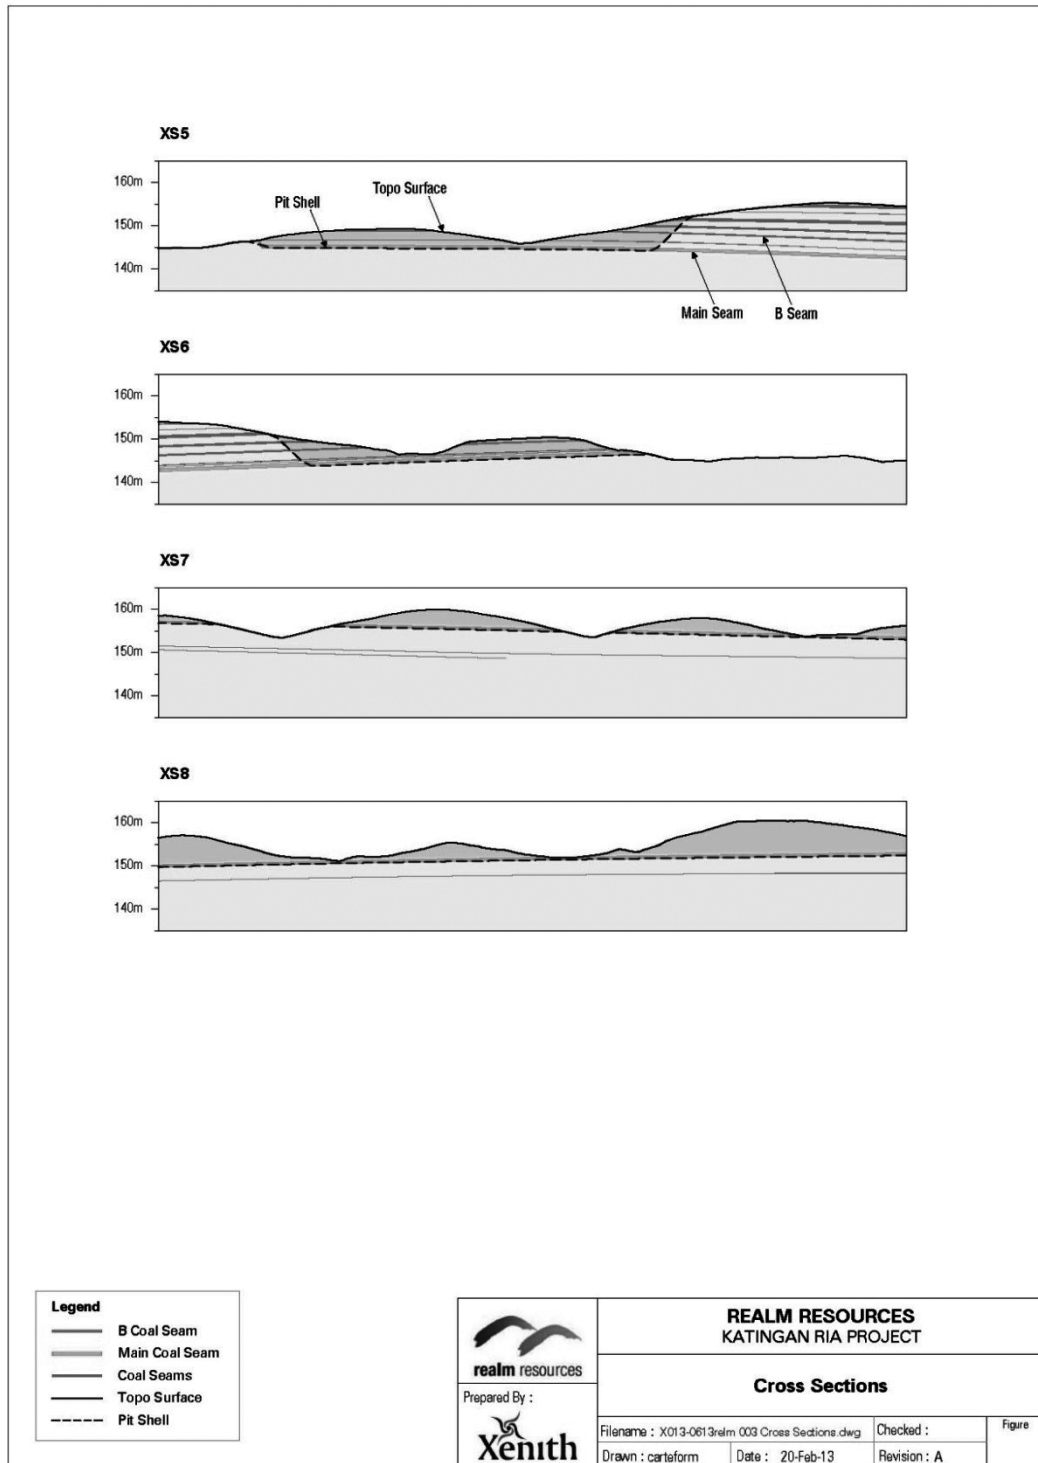 XS5
160m
150m
140m
Pit Shell
Topo Surface
Main Seam
B Seam
XS6
160m
150m
140m
XS7
160m
150m
140m
XS8
160m
150m
140m
Legend
B Coal Seam
Main Coal Seam
Coal Seams
Topo Surface
Pit Shell
realm resources
Prepared By :
Xenith
REALM RESOURCES
KATINGAN RIA PROJECT
Cross Sections
Filename : X013-0613relm 003 Cross Sections.dwg
Checked :
Figure
Drawn : carteform
Date : 20-Feb-13
Revision : A